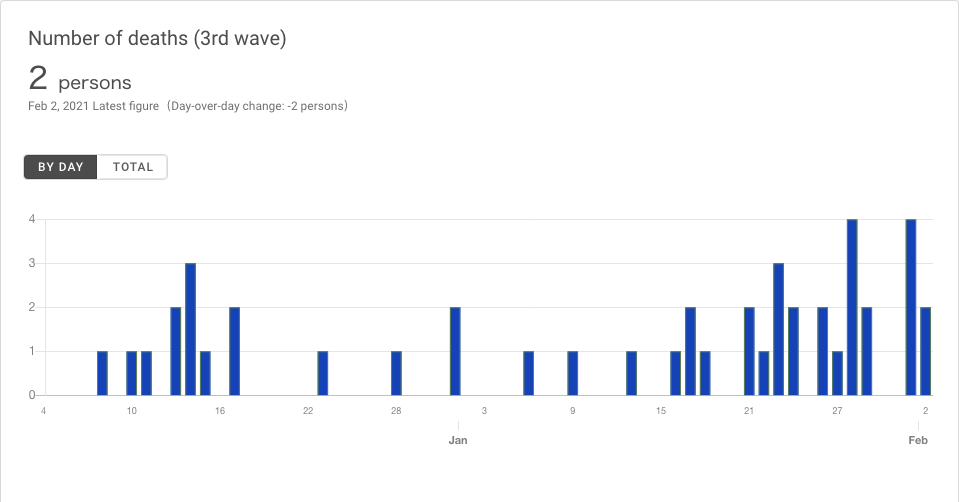 Number of deaths (3rd wave)
2 persons
Feb 2, 2021 Latest figure (Day-over-day change: -2 persons)
BY DAY TOTAL
4
3
2
1
0
4 10 16 22 28 3 9 15 21 27 2
Jan Feb